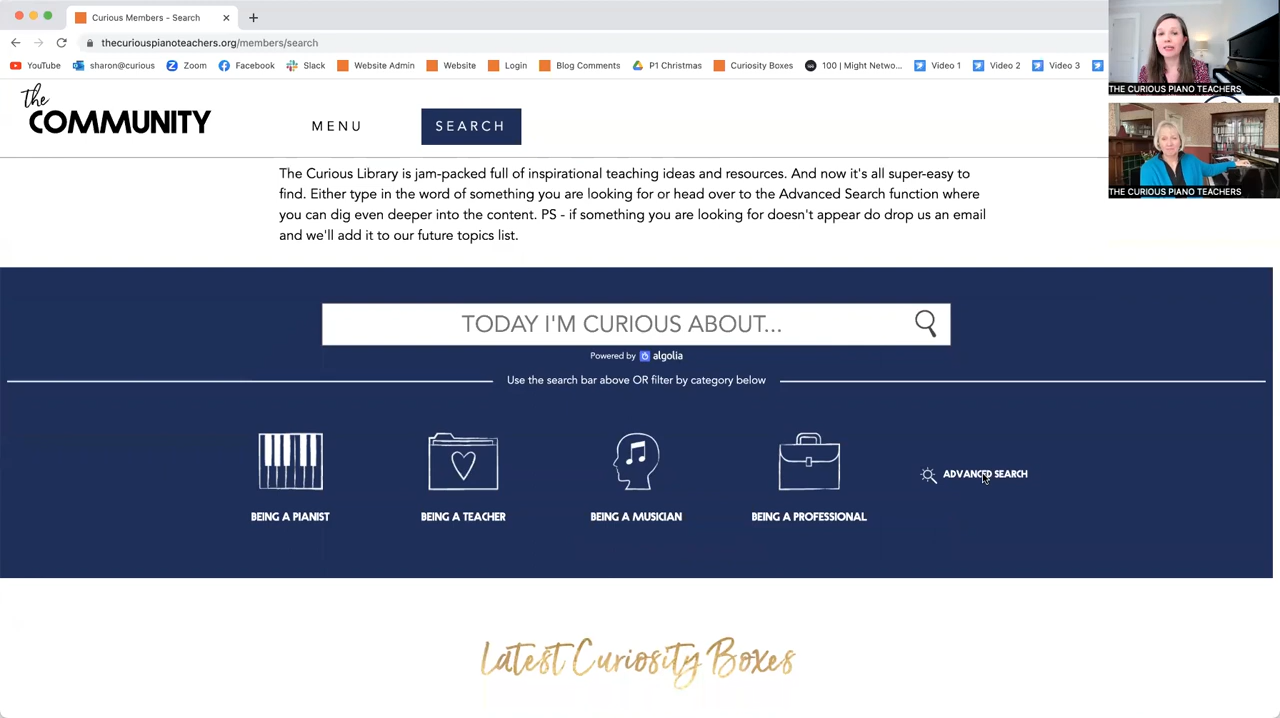 Curious Members - Search
thecuriouspianoteachers.org/members/search
YouTube sharon@curious Zoom Facebook Slack Website Admin Website Login Blog Comments P1 Christmas Curiosity Boxes 100 | Might Netwo... Video 1 Video 2 Video 3
THE CURIOUS PIANO TEACHERS
THE CURIOUS PIANO TEACHERS
the
COMMUNITY
MENU
SEARCH
The Curious Library is jam-packed full of inspirational teaching ideas and resources. And now it's all super-easy to
find. Either type in the word of something you are looking for or head over to the Advanced Search function where
you can dig even deeper into the content. PS - if something you are looking for doesn't appear do drop us an email
and we'll add it to our future topics list.
TODAY I'M CURIOUS ABOUT...
Powered by algolia
Use the search bar above OR filter by category below
BEING A PIANIST
BEING A TEACHER
BEING A MUSICIAN
BEING A PROFESSIONAL
ADVANCED SEARCH
Latest Curiosity Boxes